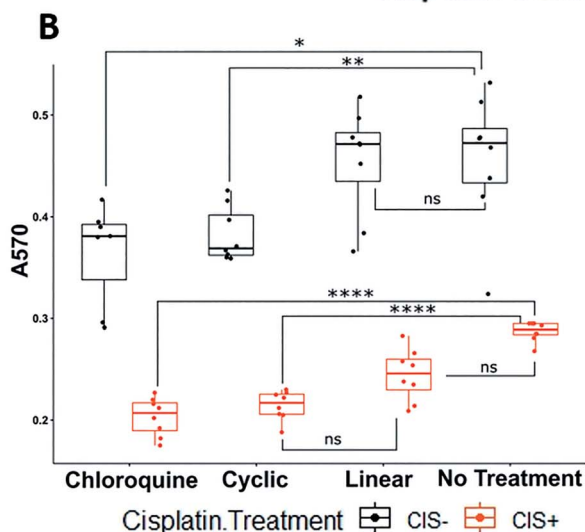 B
*
**
0.5
ns
0.4
A570
****
0.3
****
ns
0.2
ns
Chloroquine Cyclic Linear No Treatment
Cisplatin.Treatment CIS- CIS+